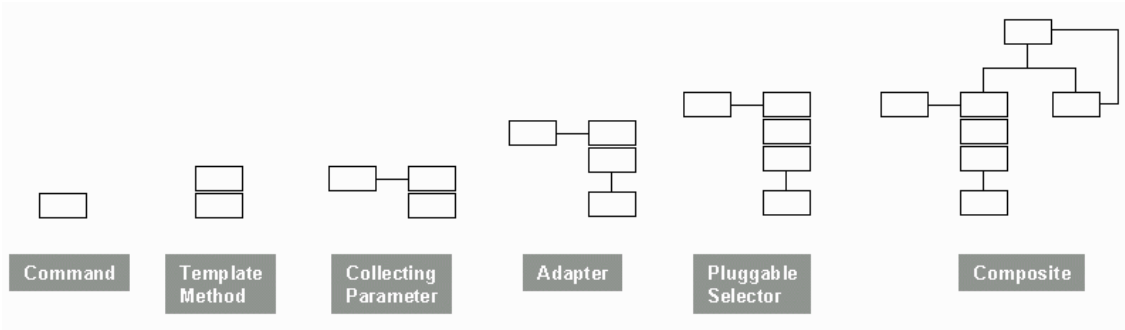 Command
Template
Method
Collecting
Parameter
Adapter
Pluggable
Selector
Composite